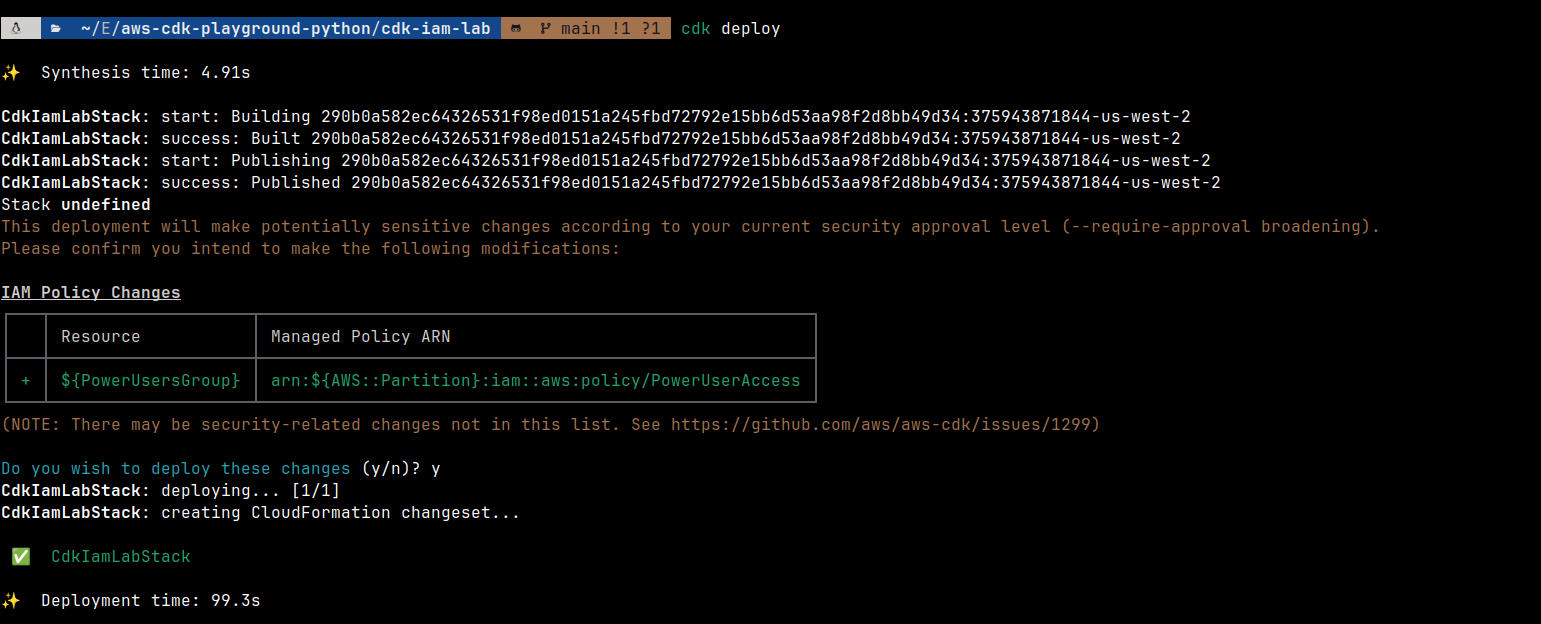 ~/E/aws-cdk-playground-python/cdk-iam-lab main !1 ?1 cdk deploy
✨ Synthesis time: 4.91s
CdkIamLabStack: start: Building 290b0a582ec64326531f98ed0151a245fbd72792e15bb6d53aa98f2d8bb49d34:375943871844-us-west-2
CdkIamLabStack: success: Built 290b0a582ec64326531f98ed0151a245fbd72792e15bb6d53aa98f2d8bb49d34:375943871844-us-west-2
CdkIamLabStack: start: Publishing 290b0a582ec64326531f98ed0151a245fbd72792e15bb6d53aa98f2d8bb49d34:375943871844-us-west-2
CdkIamLabStack: success: Published 290b0a582ec64326531f98ed0151a245fbd72792e15bb6d53aa98f2d8bb49d34:375943871844-us-west-2
Stack undefined
This deployment will make potentially sensitive changes according to your current security approval level (--require-approval broadening).
Please confirm you intend to make the following modifications:
IAM Policy Changes
Resource Managed Policy ARN
+ ${PowerUsersGroup} arn:${AWS::Partition}:iam::aws:policy/PowerUserAccess
(NOTE: There may be security-related changes not in this list. See https://github.com/aws/aws-cdk/issues/1299)
Do you wish to deploy these changes (y/n)? y
CdkIamLabStack: deploying... [1/1]
CdkIamLabStack: creating CloudFormation changeset...
✅ CdkIamLabStack
✨ Deployment time: 99.3s